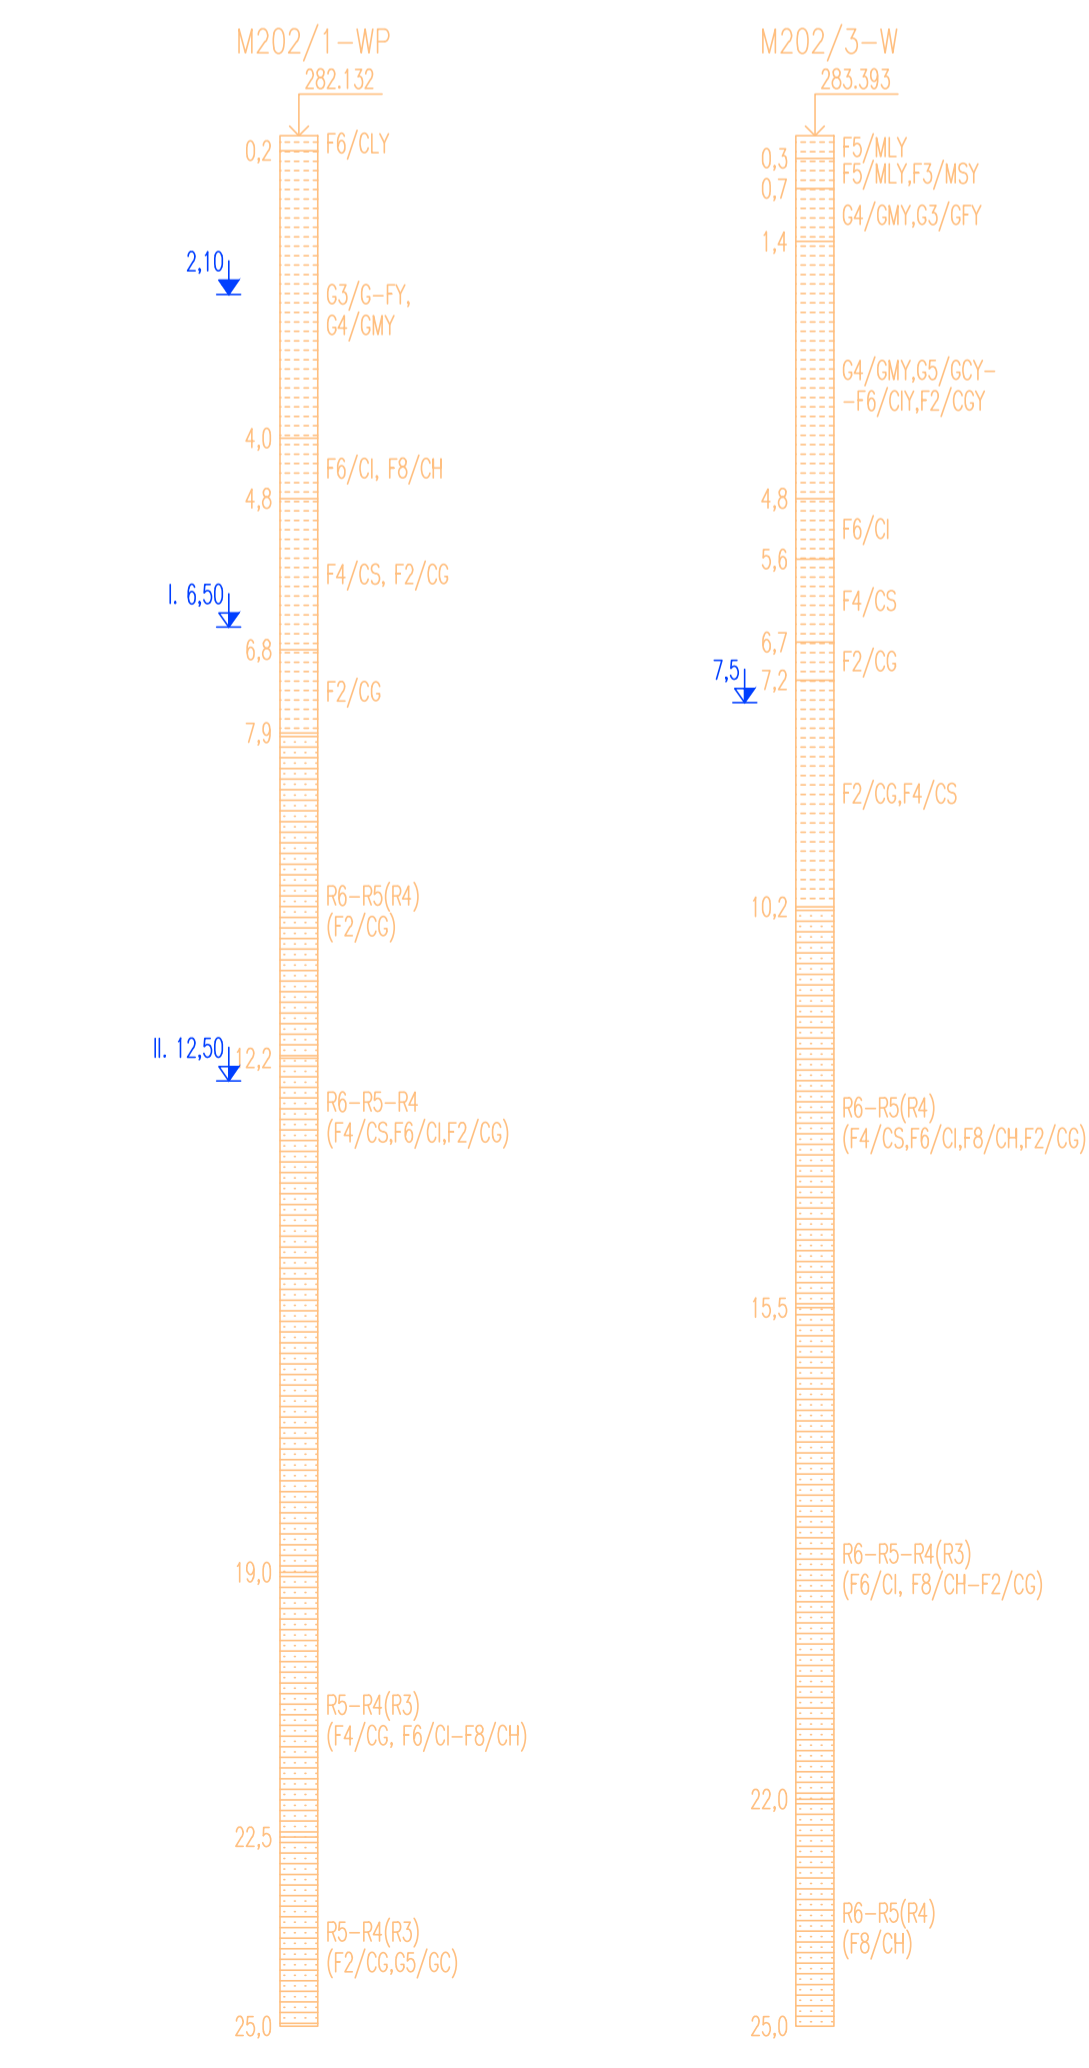 M202/1-WP
282.132
0,2
F6/CLY
2,10
G3/G-FY,
G4/GMY
4,0
F6/CI, F8/CH
4,8
F4/CS, F2/CG
I. 6,50
6,8
F2/CG
7,9
R6-R5(R4)
(F2/CG)
II. 12,50
12,2
R6-R5-R4
(F4/CS,F6/CI,F2/CG)
19,0
R5-R4(R3)
(F4/CG, F6/CI-F8/CH)
22,5
R5-R4(R3)
(F2/CG,G5/GC)
25,0
M202/3-W
283.393
F5/MLY
0,3
F5/MLY,F3/MSY
0,7
G4/GMY,G3/GFY
1,4
G4/GMY,G5/GCY-
-F6/CIY,F2/CGY
4,8
F6/CI
5,6
F4/CS
6,7
F2/CG
7,5
7,2
F2/CG,F4/CS
10,2
R6-R5(R4)
(F4/CS,F6/CI,F8/CH,F2/CG)
15,5
R6-R5-R4(R3)
(F6/CI, F8/CH-F2/CG)
22,0
R6-R5(R4)
(F8/CH)
25,0